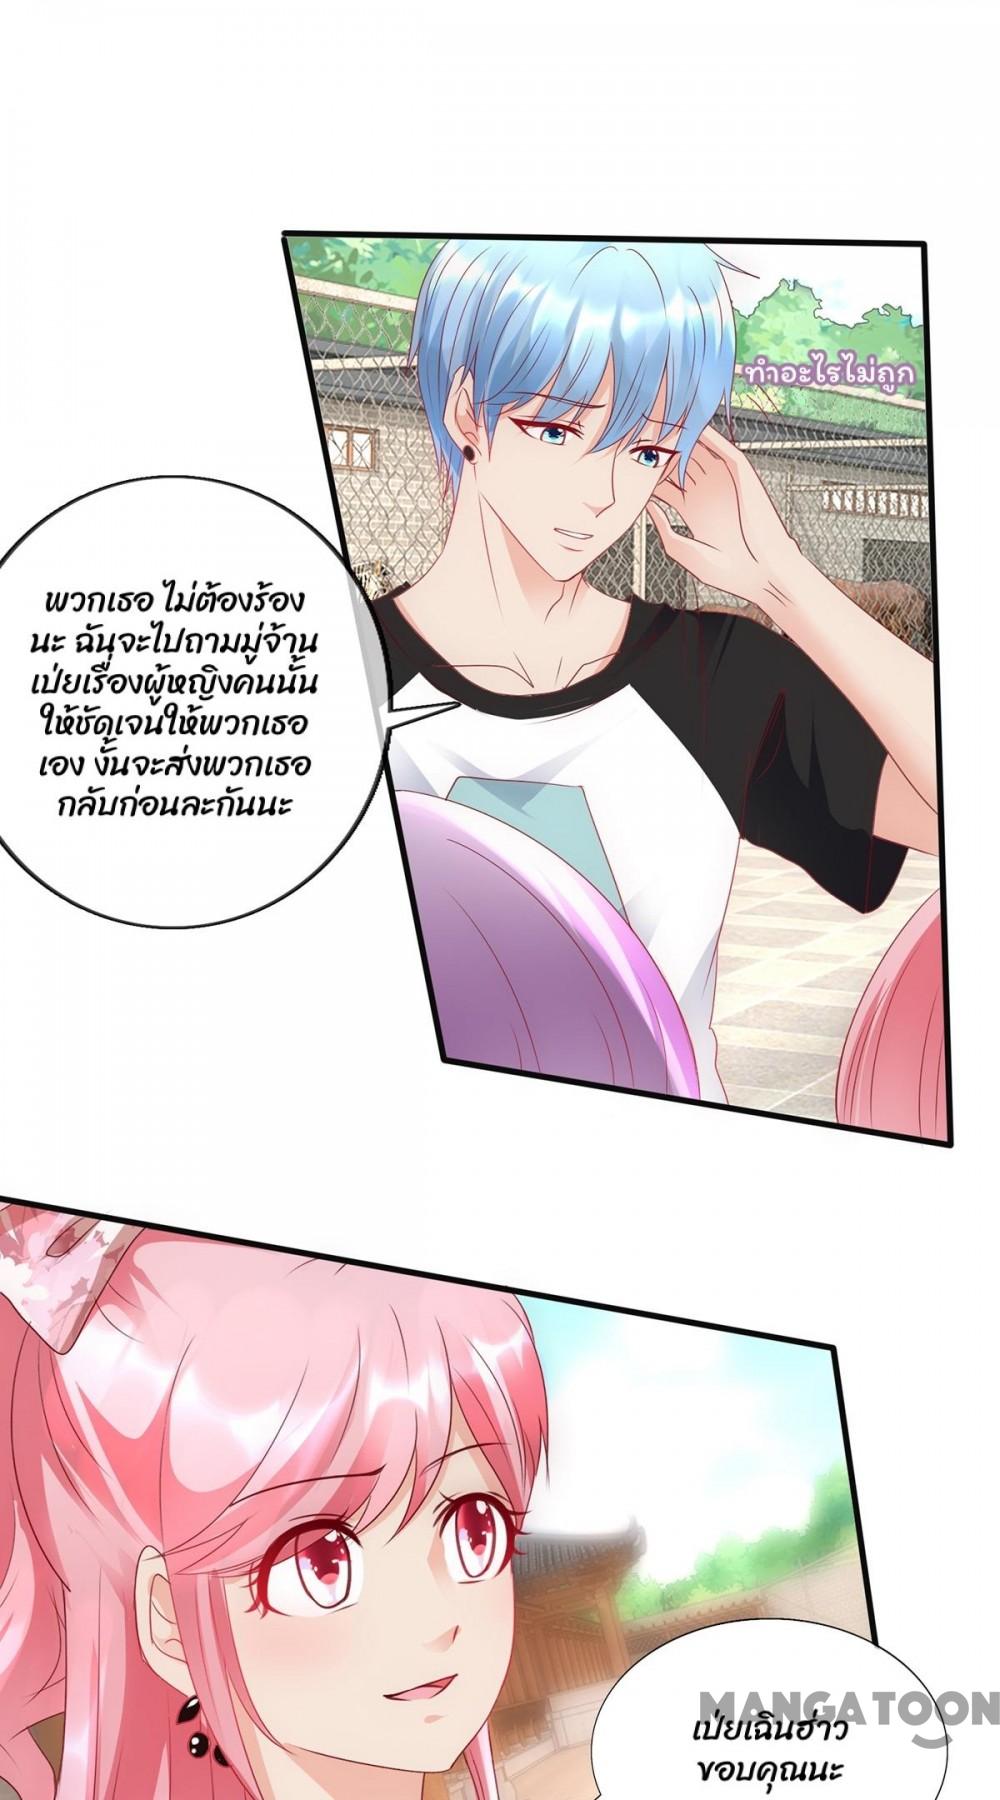 ทำอะไรไม่ถูก
พวกเธอ ไม่ต้องร้อง
นะ ฉันจะไปถามมู่จ้าน
เป่ยเรื่องผู้หญิงคนนั้น
ให้ชัดเจนให้พวกเธอ
เอง งั้นจะส่งพวกเธอ
กลับก่อนละกันนะ
MANGATOON
เป่ยเฉินฮ่าว
ขอบคุณนะ